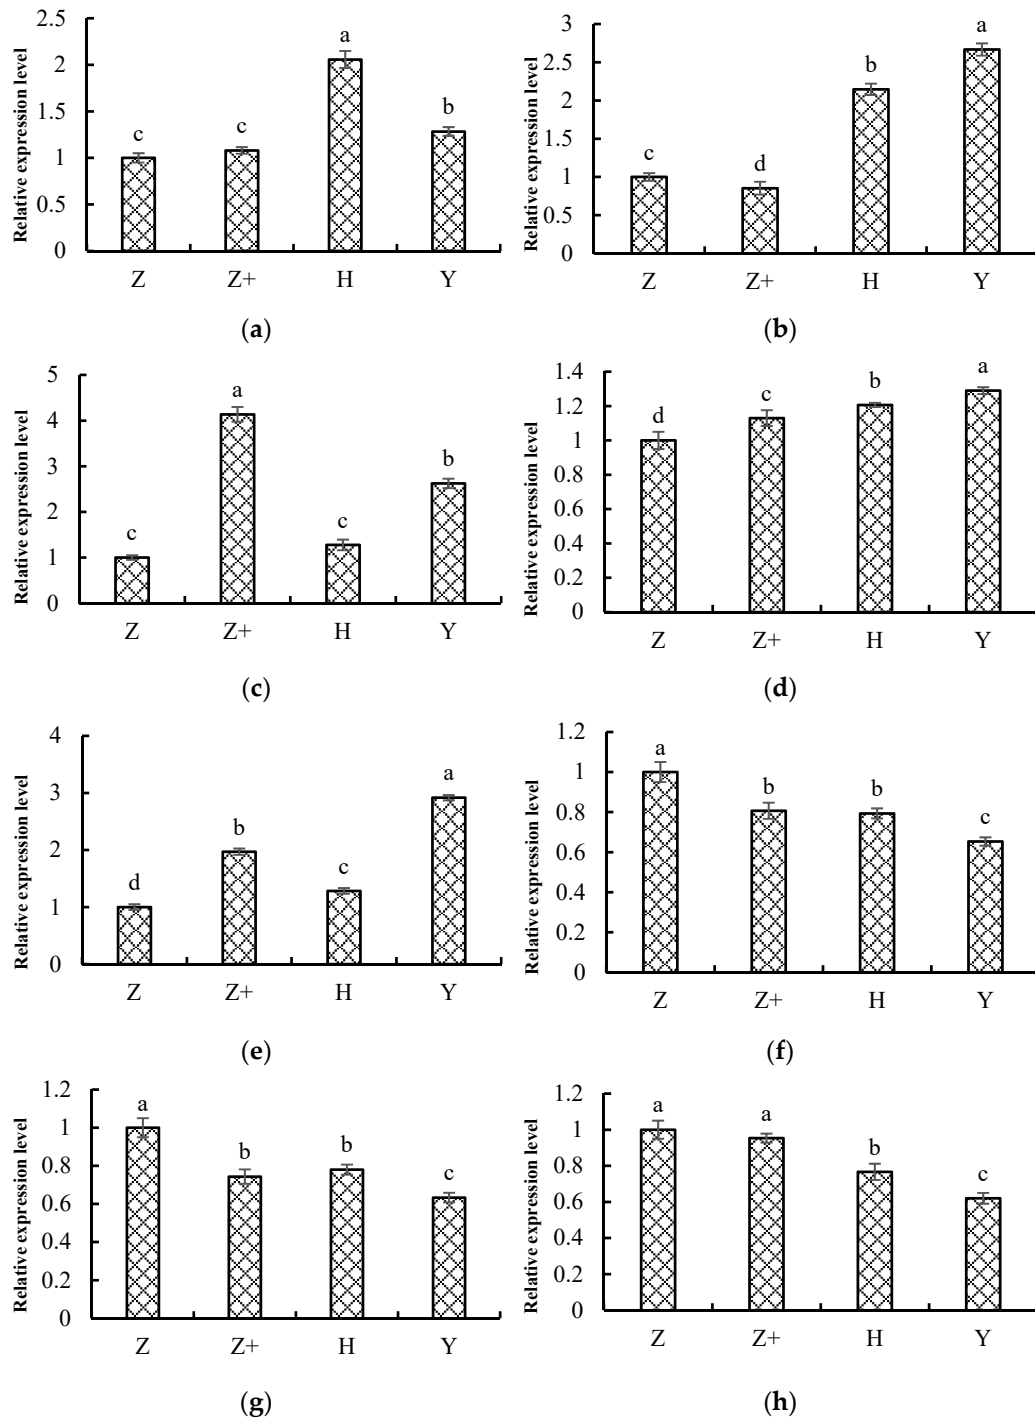 Relative expression level
2.5
2
1.5
1
0.5
0
c
c
a
b
Z
Z+
H
Y
(a)
Relative expression level
3
2.5
2
1.5
1
0.5
0
c
d
b
a
Z
Z+
H
Y
(b)
Relative expression level
5
4
3
2
1
0
c
a
c
b
Z
Z+
H
Y
(c)
Relative expression level
1.4
1.2
1
0.8
0.6
0.4
0.2
0
d
c
b
a
Z
Z+
H
Y
(d)
Relative expression level
4
3
2
1
0
d
b
c
a
Z
Z+
H
Y
(e)
Relative expression level
1.2
1
0.8
0.6
0.4
0.2
0
a
b
b
c
Z
Z+
H
Y
(f)
Relative expression level
1.2
1
0.8
0.6
0.4
0.2
0
a
b
b
c
Z
Z+
H
Y
(g)
Relative expression level
1.2
1
0.8
0.6
0.4
0.2
0
a
a
b
c
Z
Z+
H
Y
(h)